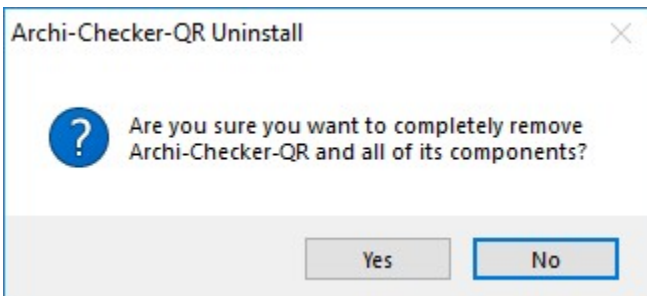 Archi-Checker-QR Uninstall
Are you sure you want to completely remove
Archi-Checker-QR and all of its components?
Yes
No